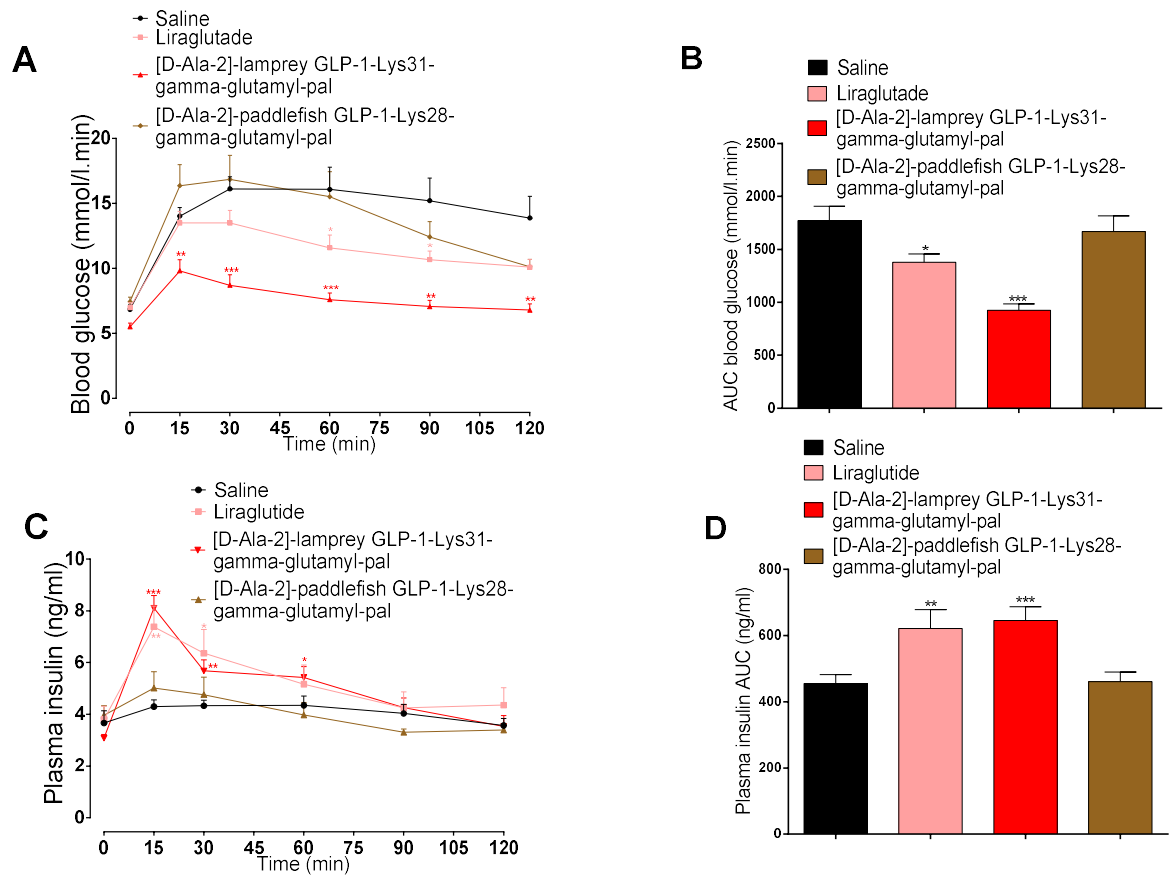 A
Saline
Liraglutade
[D-Ala-2]-lamprey GLP-1-Lys31-
gamma-glutamyl-pal
[D-Ala-2]-paddlefish GLP-1-Lys28-
gamma-glutamyl-pal
Blood glucose (mmol/l.min)
20
15
10
5
0
** *** * *** * ** **
0 15 30 45 60 75 90 105 120
Time (min)
B
Saline
Liraglutade
[D-Ala-2]-lamprey GLP-1-Lys31-
gamma-glutamyl-pal
[D-Ala-2]-paddlefish GLP-1-Lys28-
gamma-glutamyl-pal
AUC blood glucose (mmol/l.min)
2500
2000
1500
1000
500
0
* ***
C
Saline
Liraglutide
[D-Ala-2]-lamprey GLP-1-Lys31-
gamma-glutamyl-pal
[D-Ala-2]-paddlefish GLP-1-Lys28-
gamma-glutamyl-pal
Plasma insulin (ng/ml)
10
8
6
4
2
0
*** ** * ** *
0 15 30 45 60 75 90 105 120
Time (min)
D
Saline
Liraglutide
[D-Ala-2]-lamprey GLP-1-Lys31-
gamma-glutamyl-pal
[D-Ala-2]-paddlefish GLP-1-Lys28-
gamma-glutamyl-pal
Plasma insulin AUC (ng/ml)
800
600
400
200
0
** ***